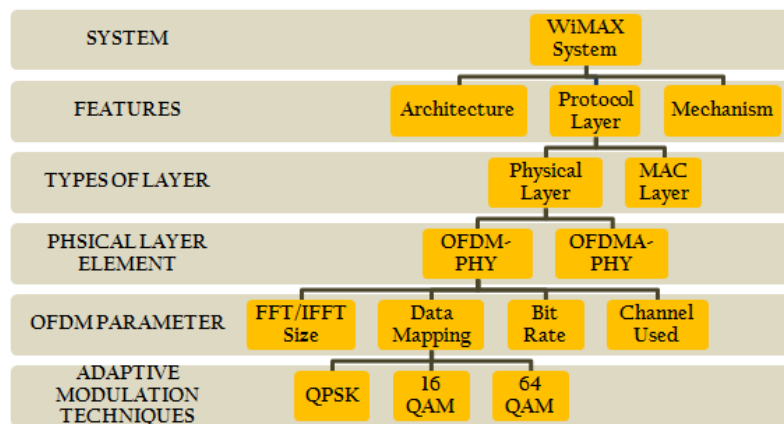 SYSTEM
WiMAX
System
FEATURES
Architecture
Protocol
Layer
Mechanism
TYPES OF LAYER
Physical
Layer
MAC
Layer
PHSICAL LAYER
ELEMENT
OFDM-
PHY
OFDMA-
PHY
OFDM PARAMETER
FFT/IFFT
Size
Data
Mapping
Bit
Rate
Channel
Used
ADAPTIVE
MODULATION
TECHNIQUES
QPSK
16
QAM
64
QAM